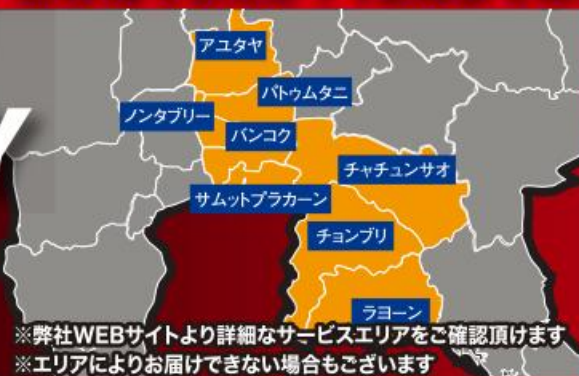 アユタヤ
パトゥムタニ
ノンタブリー
バンコク
チャチュンサオ
サムットプラカーン
チョンブリ
ラヨーン
※弊社WEBサイトより詳細なサービスエリアをご確認頂けます
※エリアによりお届けできない場合もございます